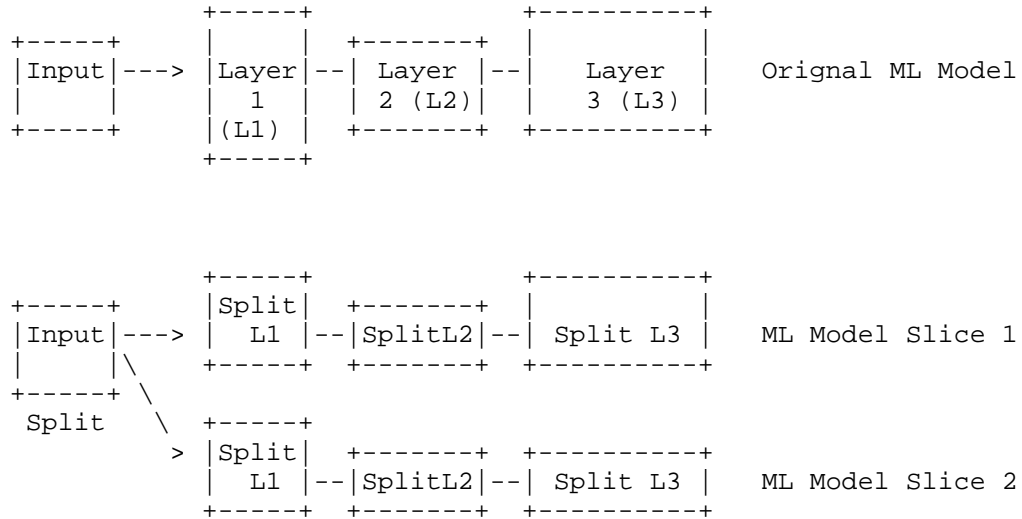 Input ---> Layer -- Layer -- Layer Orignal ML Model
1 2 (L2) 3 (L3)
(L1)
Split
Input ---> L1 -- SplitL2 -- Split L3 ML Model Slice 1
Split
> Split
L1 -- SplitL2 -- Split L3 ML Model Slice 2